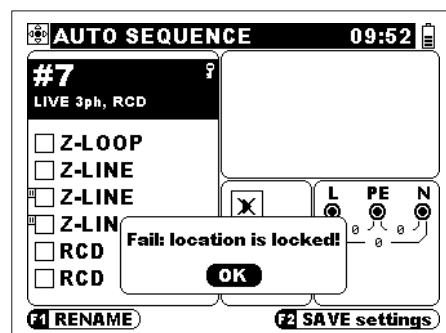 AUTO SEQUENCE 09:52
#7
LIVE 3ph, RCD
Z-LOOP
Z-LINE
Z-LINE
Z-LIN
RCD
RCD
L PE N
0 0
0
Fail: location is locked!
OK
F1 RENAME
F2 SAVE settings